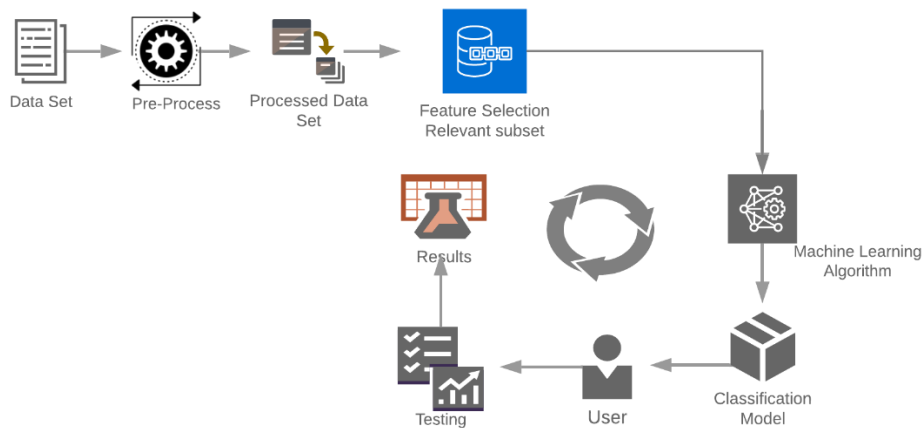 Data Set
Pre-Process
Processed Data
Set
Feature Selection
Relevant subset
Machine Learning
Algorithm
Classification
Model
User
Testing
Results